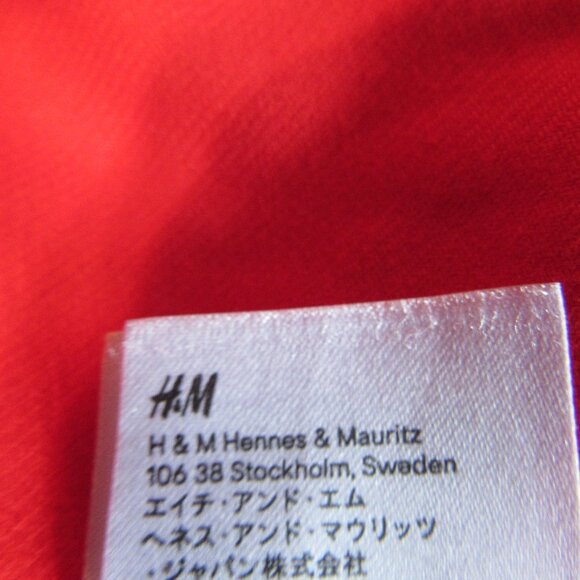 H&M
H & M Hennes & Mauritz
106 38 Stockholm, Sweden
エイチ・アンド・エム
ヘネス・アンド・マウリッツ
・ジャパン株式会社